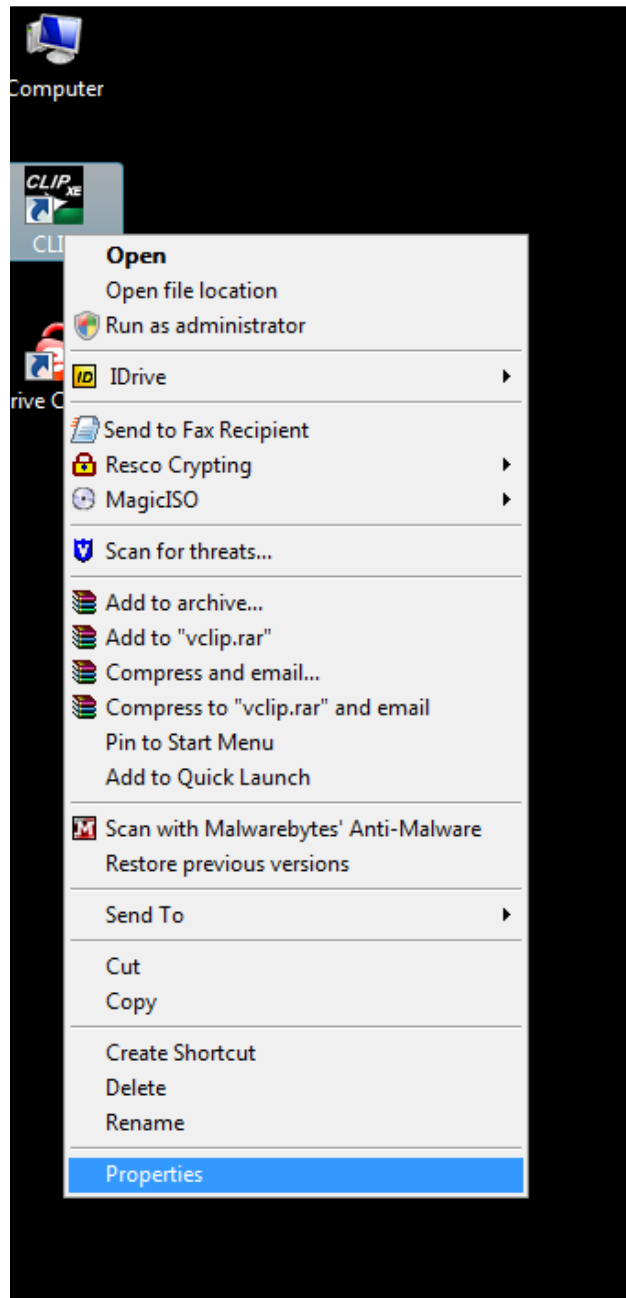 Computer
CLIP
XE
CLI
rive C
Open
Open file location
Run as administrator
ID IDrive
Send to Fax Recipient
Resco Crypting
MagicISO
V Scan for threats...
Add to archive...
Add to "vclip.rar"
Compress and email...
Compress to "vclip.rar" and email
Pin to Start Menu
Add to Quick Launch
M Scan with Malwarebytes' Anti-Malware
Restore previous versions
Send To
Cut
Copy
Create Shortcut
Delete
Rename
Properties